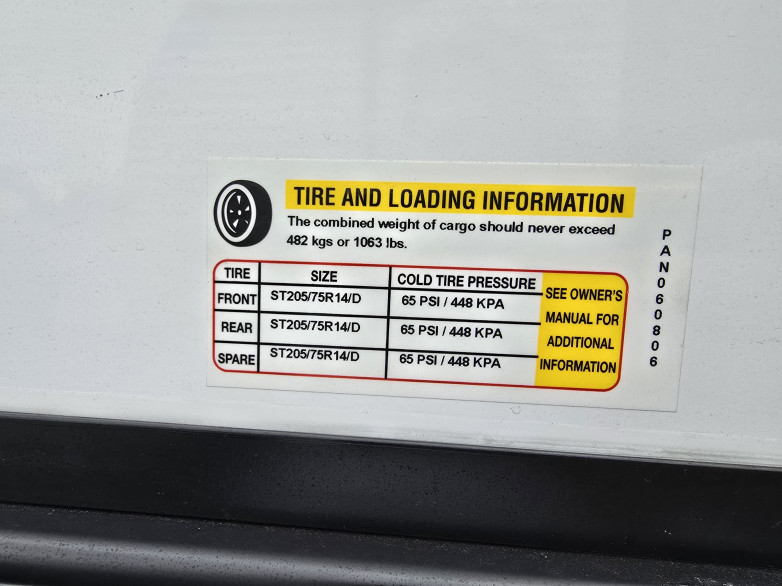 TIRE AND LOADING INFORMATION
The combined weight of cargo should never exceed
482 kgs or 1063 lbs.
TIRE SIZE COLD TIRE PRESSURE
FRONT ST205/75R14/D 65 PSI / 448 KPA
REAR ST205/75R14/D 65 PSI / 448 KPA
SPARE ST205/75R14/D 65 PSI / 448 KPA
SEE OWNER'S
MANUAL FOR
ADDITIONAL
INFORMATION
PAN060806